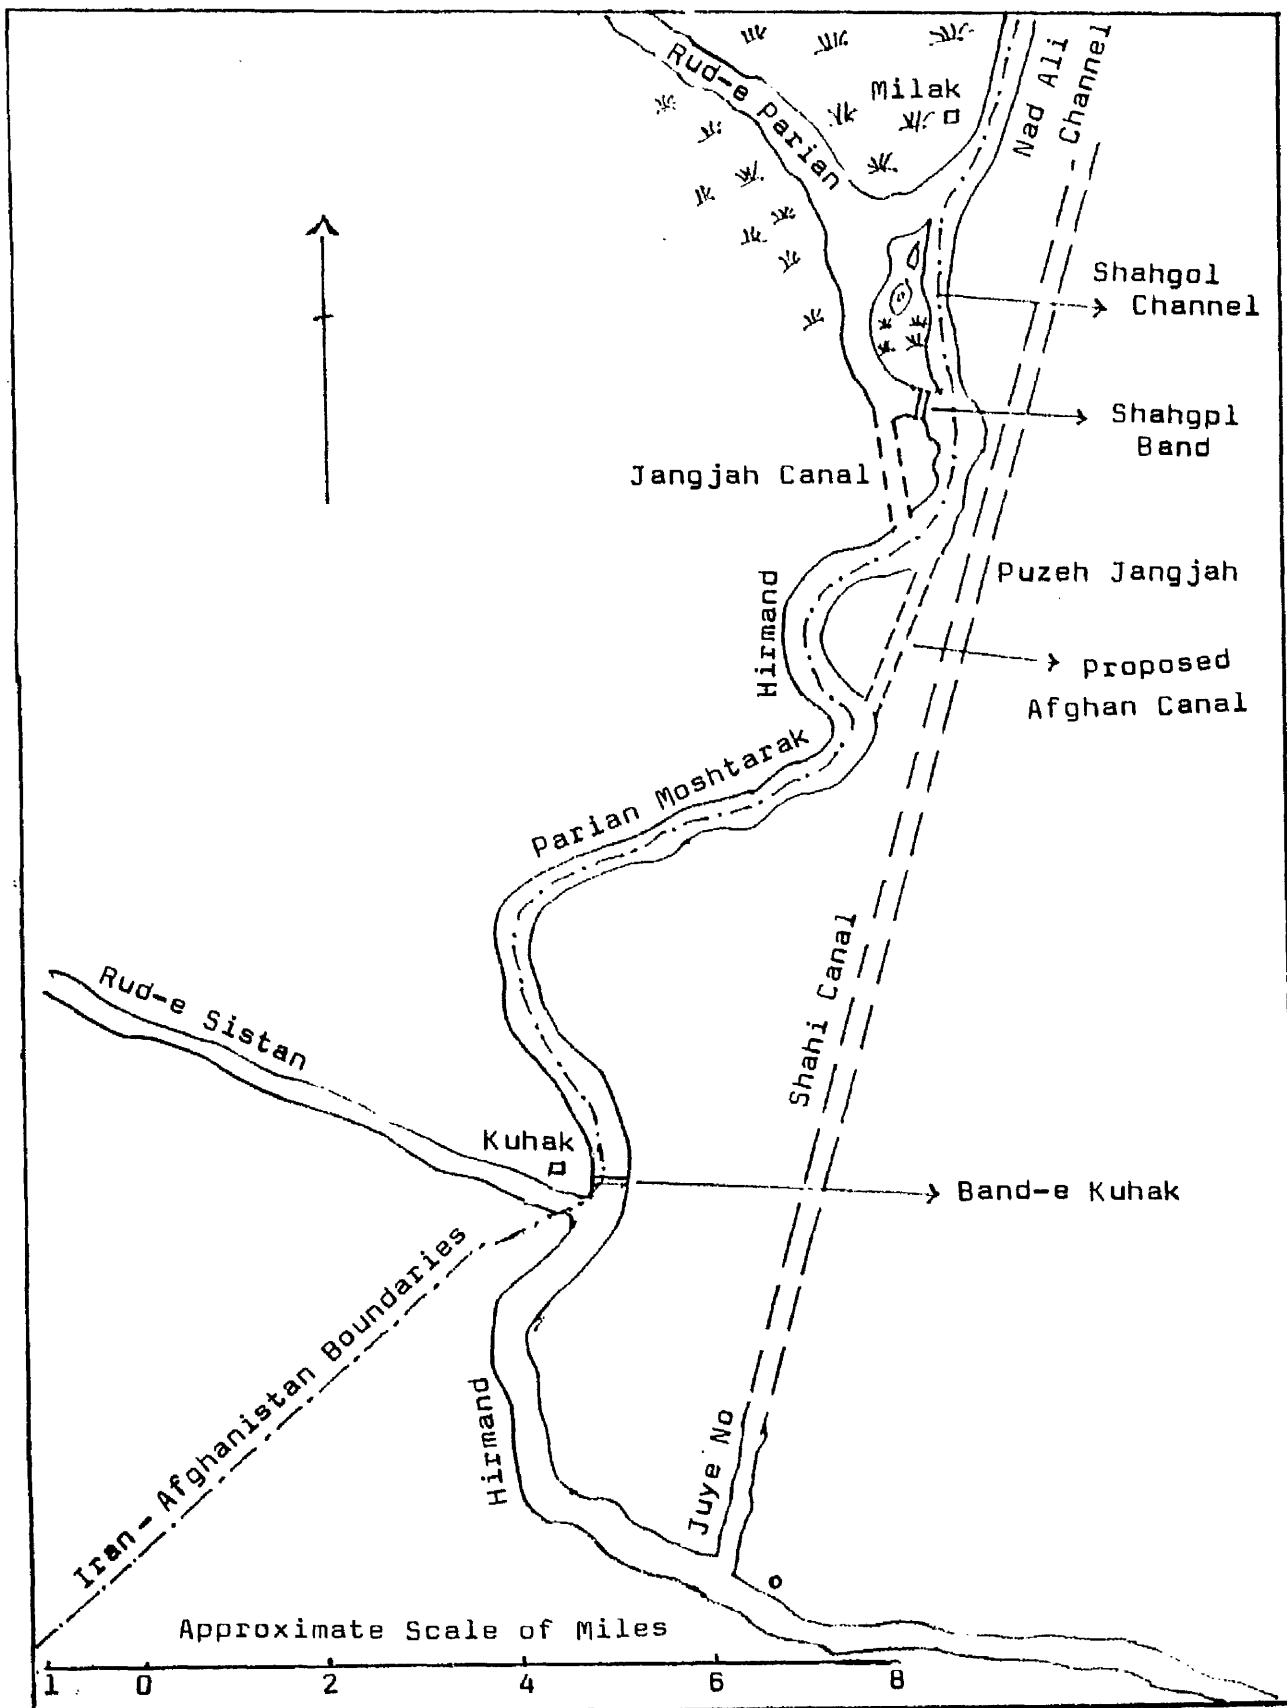 Rud-e Parian
Milak
Nad Ali
Channel
Shahgol
Channel
Shahgpl
Band
Jangjah Canal
Puzeh Jangjah
Hirmand
Proposed
Afghan Canal
Parian Moshtarak
Shahi Canal
Rud-e Sistan
Kuhak
Band-e Kuhak
Iran-Afghanistan Boundaries
Hirmand
Juye No
Approximate Scale of Miles
1 0 2 4 6 8